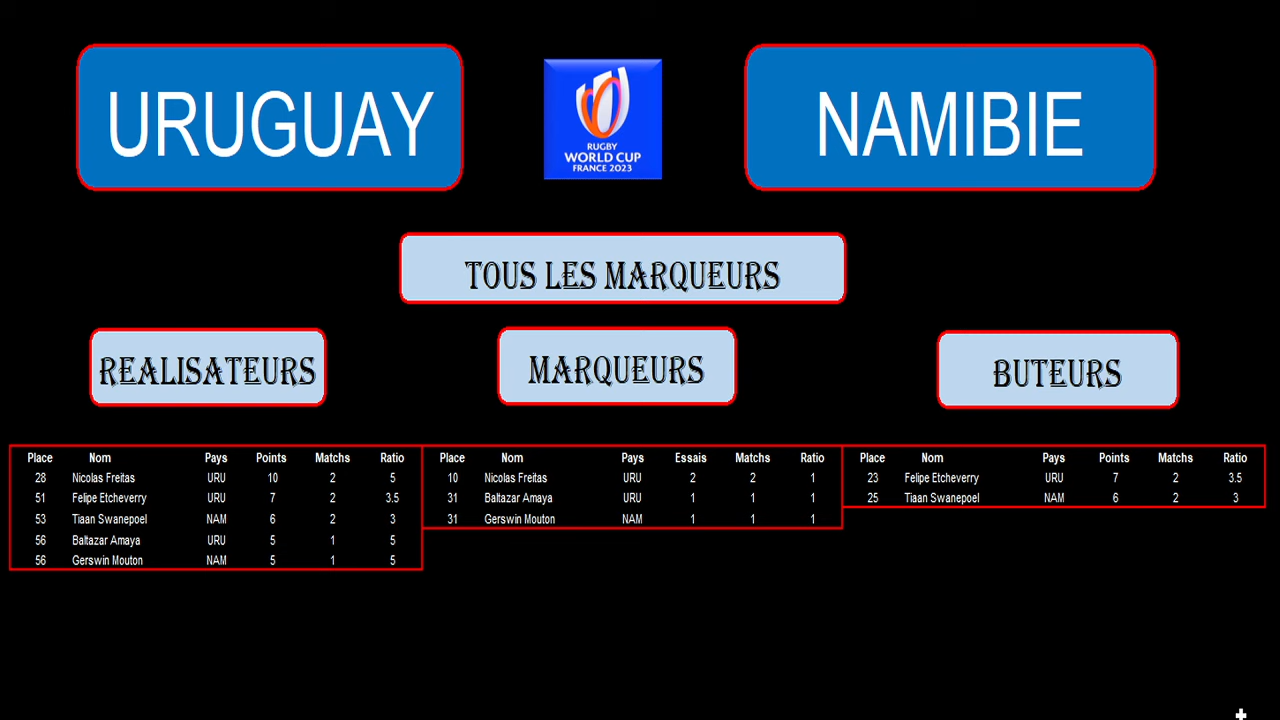 URUGUAY
RUGBY
WORLD CUP
FRANCE 2023
NAMIBIE
TOUS LES MARQUEURS
REALISATEURS
MARQUEURS
BUTEURS
Place Nom Pays Points Matchs Ratio
28 Nicolas Freitas URU 10 2 5
51 Felipe Etcheverry URU 7 2 3.5
53 Tiaan Swanepoel NAM 6 2 3
56 Baltazar Amaya URU 5 1 5
56 Gerswin Mouton NAM 5 1 5
Place Nom Pays Essais Matchs Ratio
10 Nicolas Freitas URU 2 2 1
31 Baltazar Amaya URU 1 1 1
31 Gerswin Mouton NAM 1 1 1
Place Nom Pays Points Matchs Ratio
23 Felipe Etcheverry URU 7 2 3.5
25 Tiaan Swanepoel NAM 6 2 3